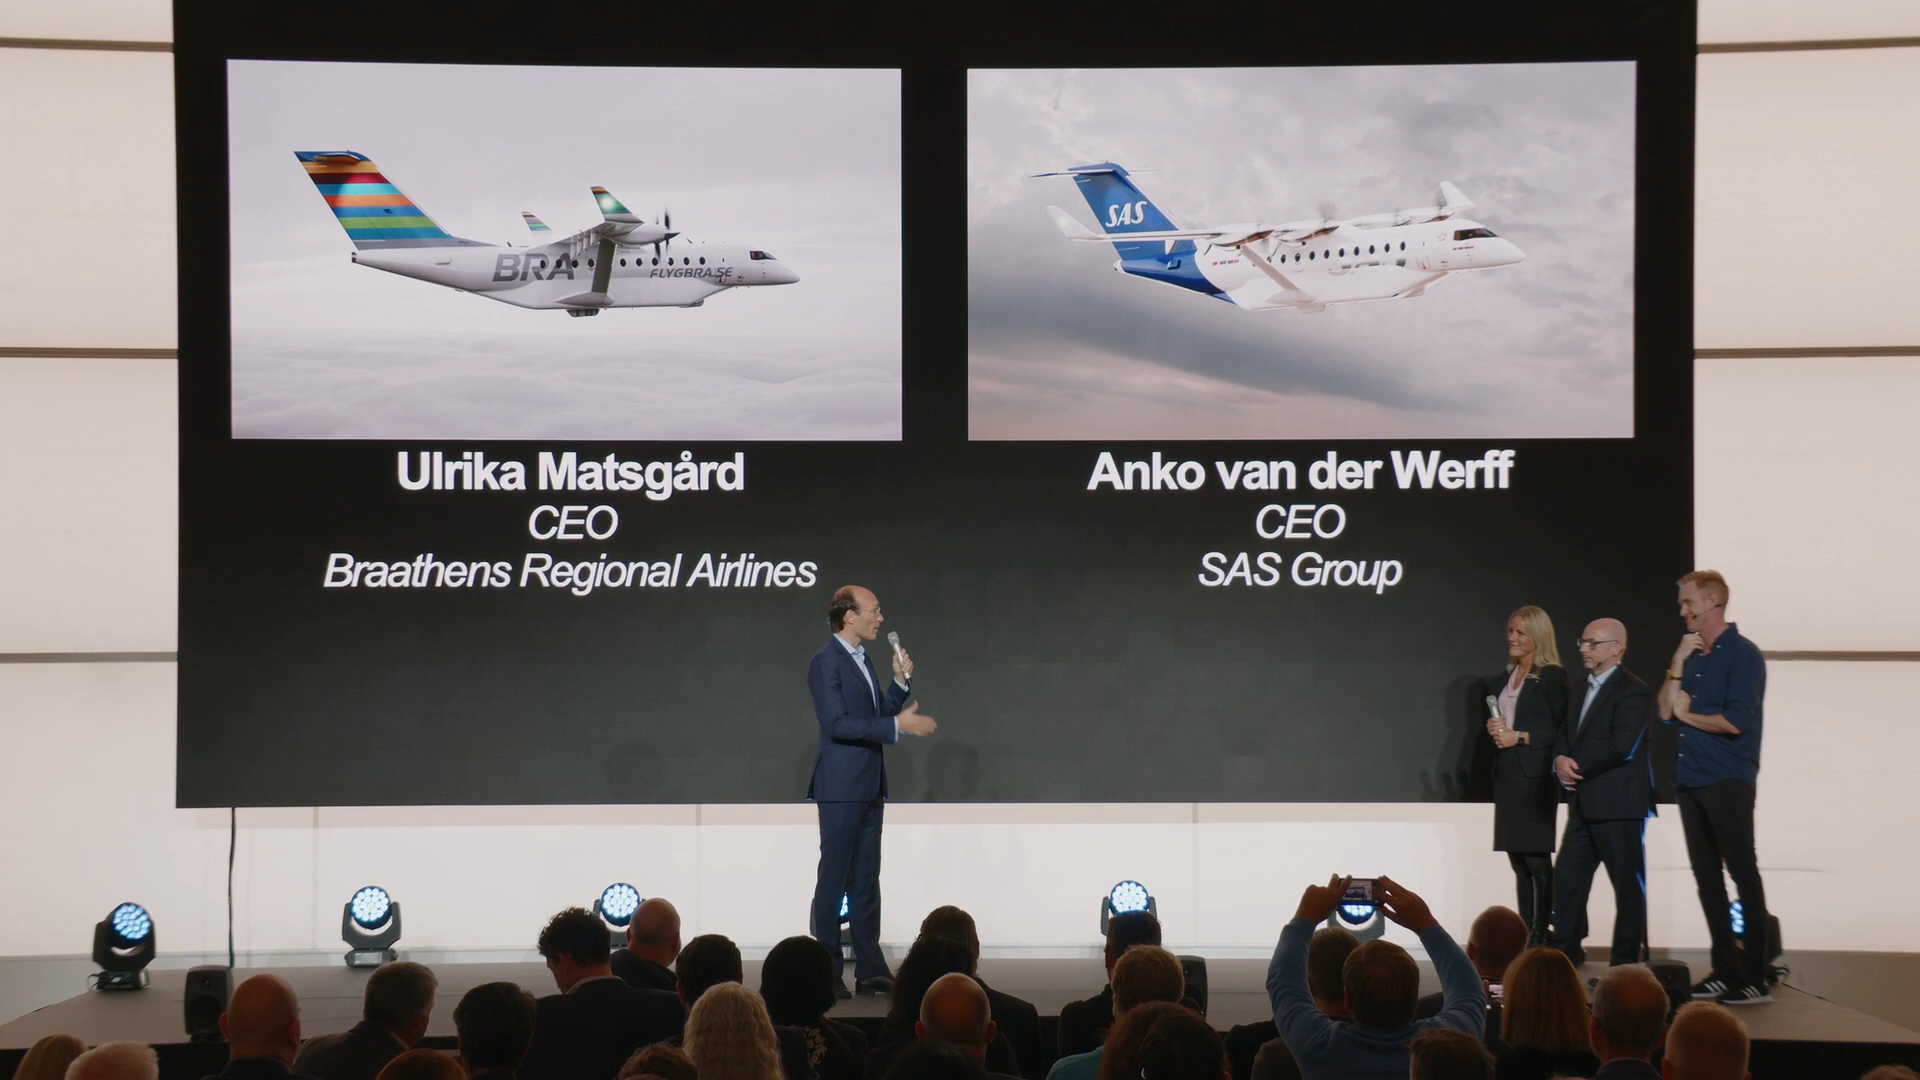 BRA
FLYGBRA.SE
SAS
Ulrika Matsgård
CEO
Braathens Regional Airlines
Anko van der Werff
CEO
SAS Group